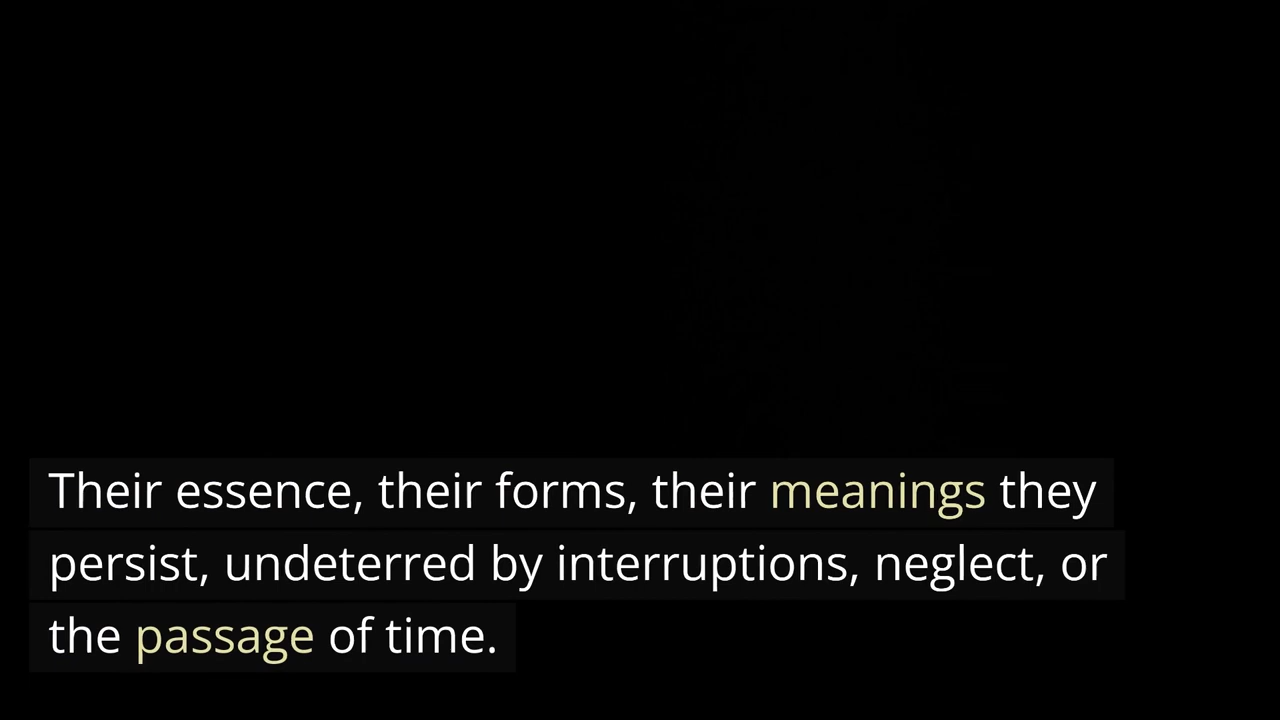 Their essence, their forms, their meanings they
persist, undeterred by interruptions, neglect, or
the passage of time.